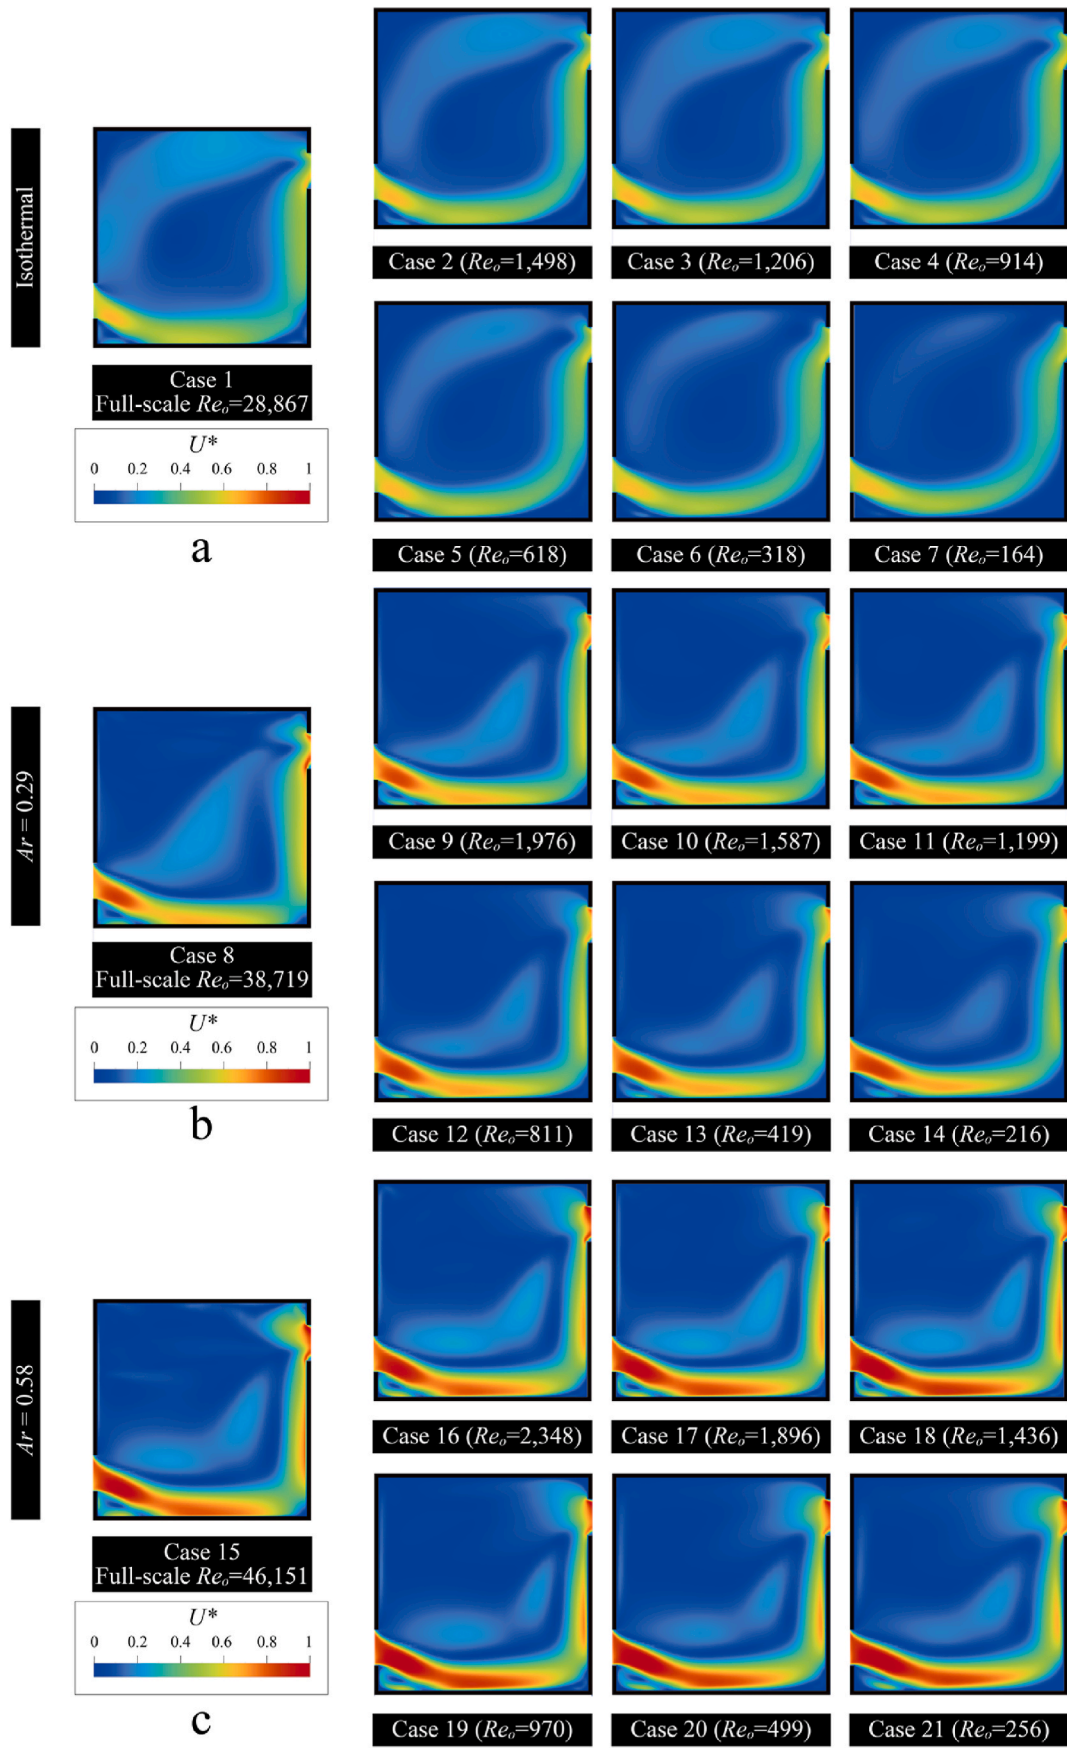 Isothermal
Case 1
Full-scale Reₒ=28,867
U*
0 0.2 0.4 0.6 0.8 1
a
Case 2 (Reₒ=1,498)
Case 3 (Reₒ=1,206)
Case 4 (Reₒ=914)
Case 5 (Reₒ=618)
Case 6 (Reₒ=318)
Case 7 (Reₒ=164)
Ar = 0.29
Case 8
Full-scale Reₒ=38,719
U*
0 0.2 0.4 0.6 0.8 1
b
Case 9 (Reₒ=1,976)
Case 10 (Reₒ=1,587)
Case 11 (Reₒ=1,199)
Case 12 (Reₒ=811)
Case 13 (Reₒ=419)
Case 14 (Reₒ=216)
Ar = 0.58
Case 15
Full-scale Reₒ=46,151
U*
0 0.2 0.4 0.6 0.8 1
c
Case 16 (Reₒ=2,348)
Case 17 (Reₒ=1,896)
Case 18 (Reₒ=1,436)
Case 19 (Reₒ=970)
Case 20 (Reₒ=499)
Case 21 (Reₒ=256)